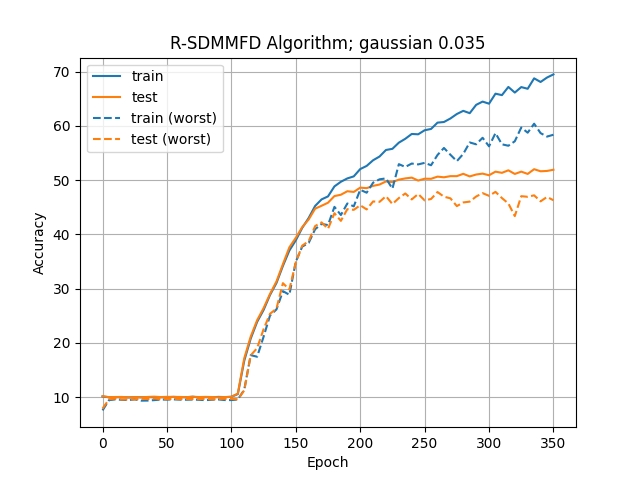 R-SDMMFD Algorithm; gaussian 0.035
train
test
train (worst)
test (worst)
70
60
50
40
30
20
10
Accuracy
0 50 100 150 200 250 300 350
Epoch